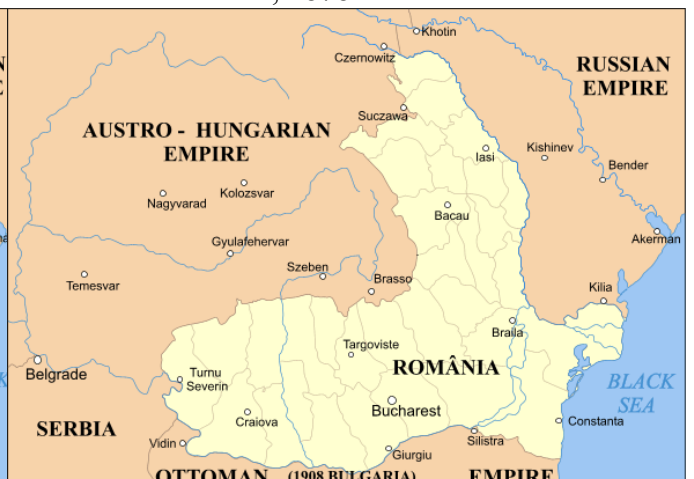 Khotin
Czernowitz
RUSSIAN
EMPIRE
Suczawa
AUSTRO - HUNGARIAN
EMPIRE
Kishinev
Iasi
Bender
Kolozsvar
Nagyvarad
Bacau
Akerman
Gyulafehervar
Szeben
Brasso
Temesvar
Kilia
Braila
Targoviste
ROMÂNIA
Belgrade
Turnu
Severin
BLACK
SEA
Bucharest
Craiova
Constanta
SERBIA
Vidin
Silistra
Giurgiu
OTTOMAN (1908 BULGARIA) EMPIRE